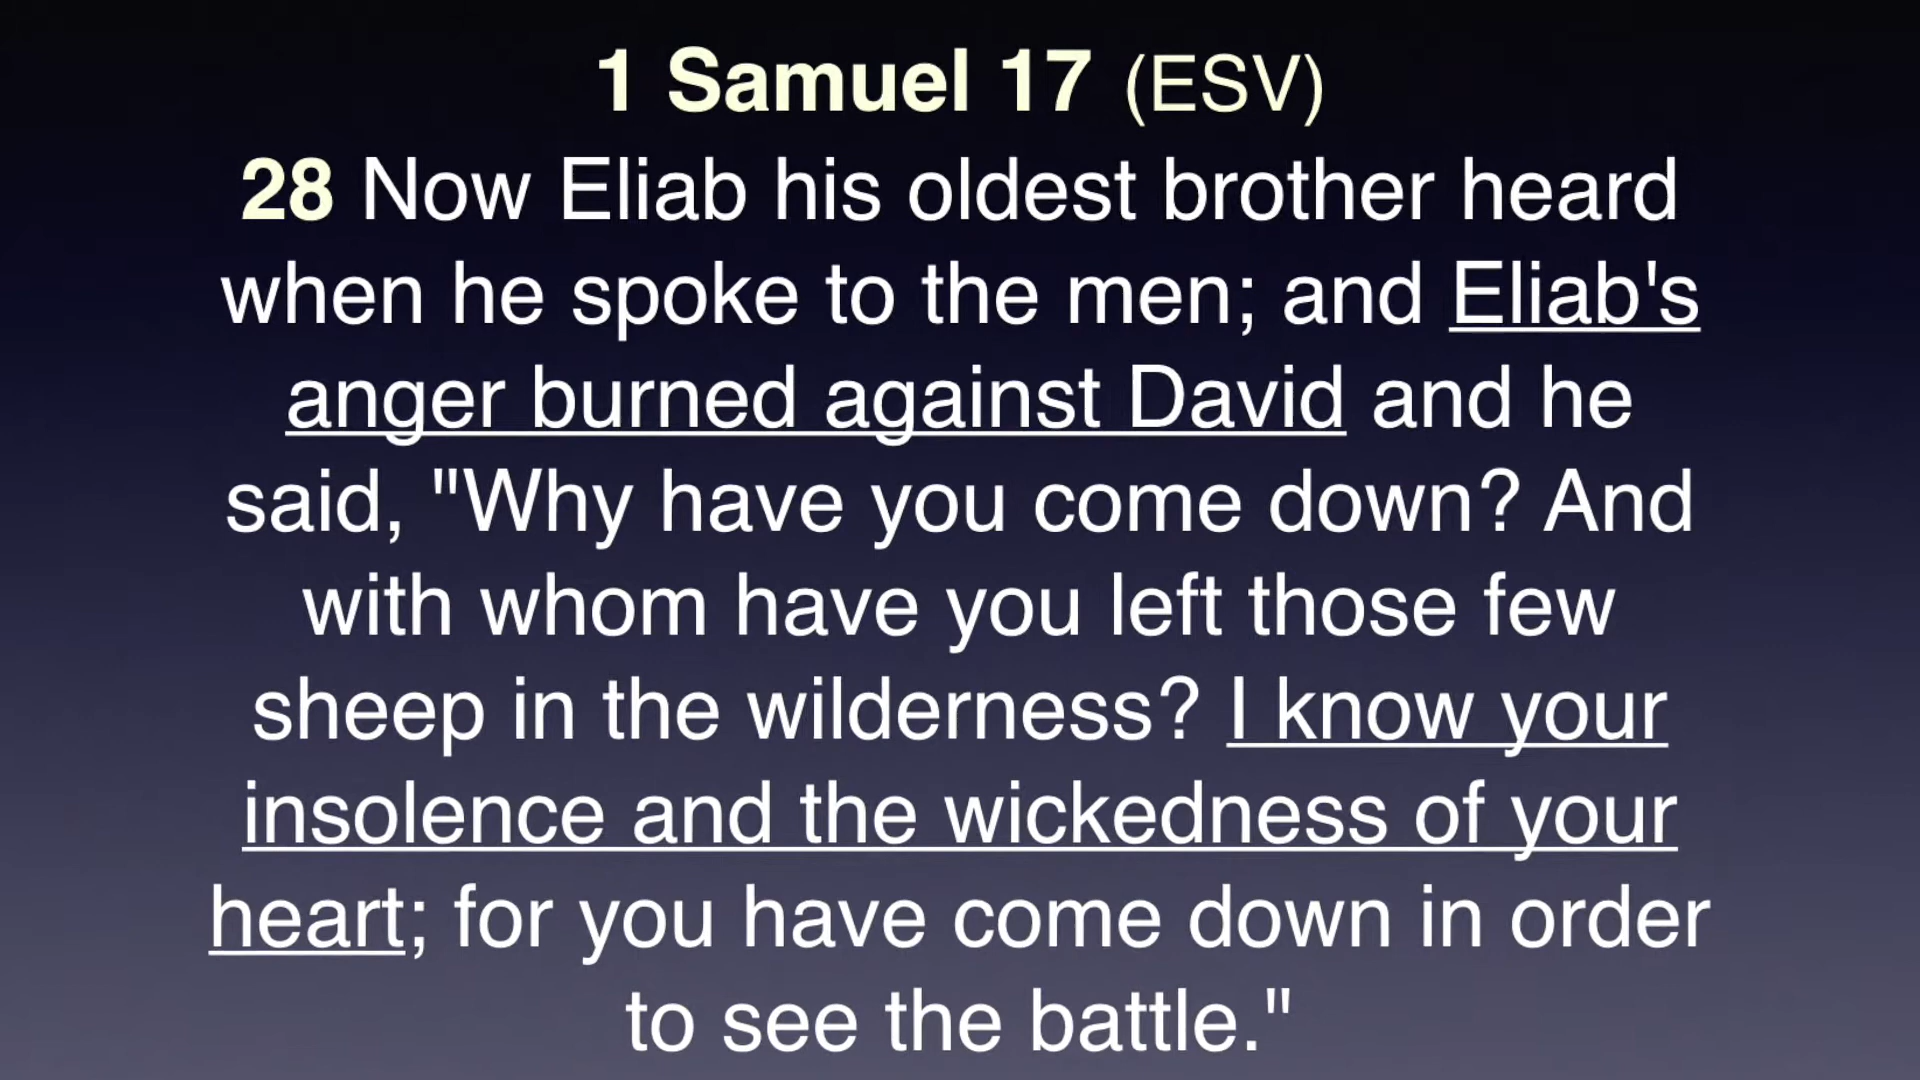 1 Samuel 17 (ESV)
28 Now Eliab his oldest brother heard
when he spoke to the men; and Eliab's
anger burned against David and he
said, "Why have you come down? And
with whom have you left those few
sheep in the wilderness? I know your
insolence and the wickedness of your
heart; for you have come down in order
to see the battle."